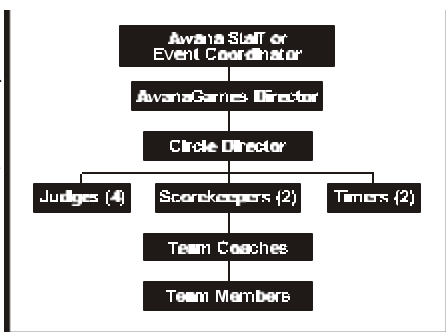 Awana Staff or
Event Coordinator
AwanaGames Director
Circle Director
Judges (4) Scorekeepers (2) Timers (2)
Team Coaches
Team Members